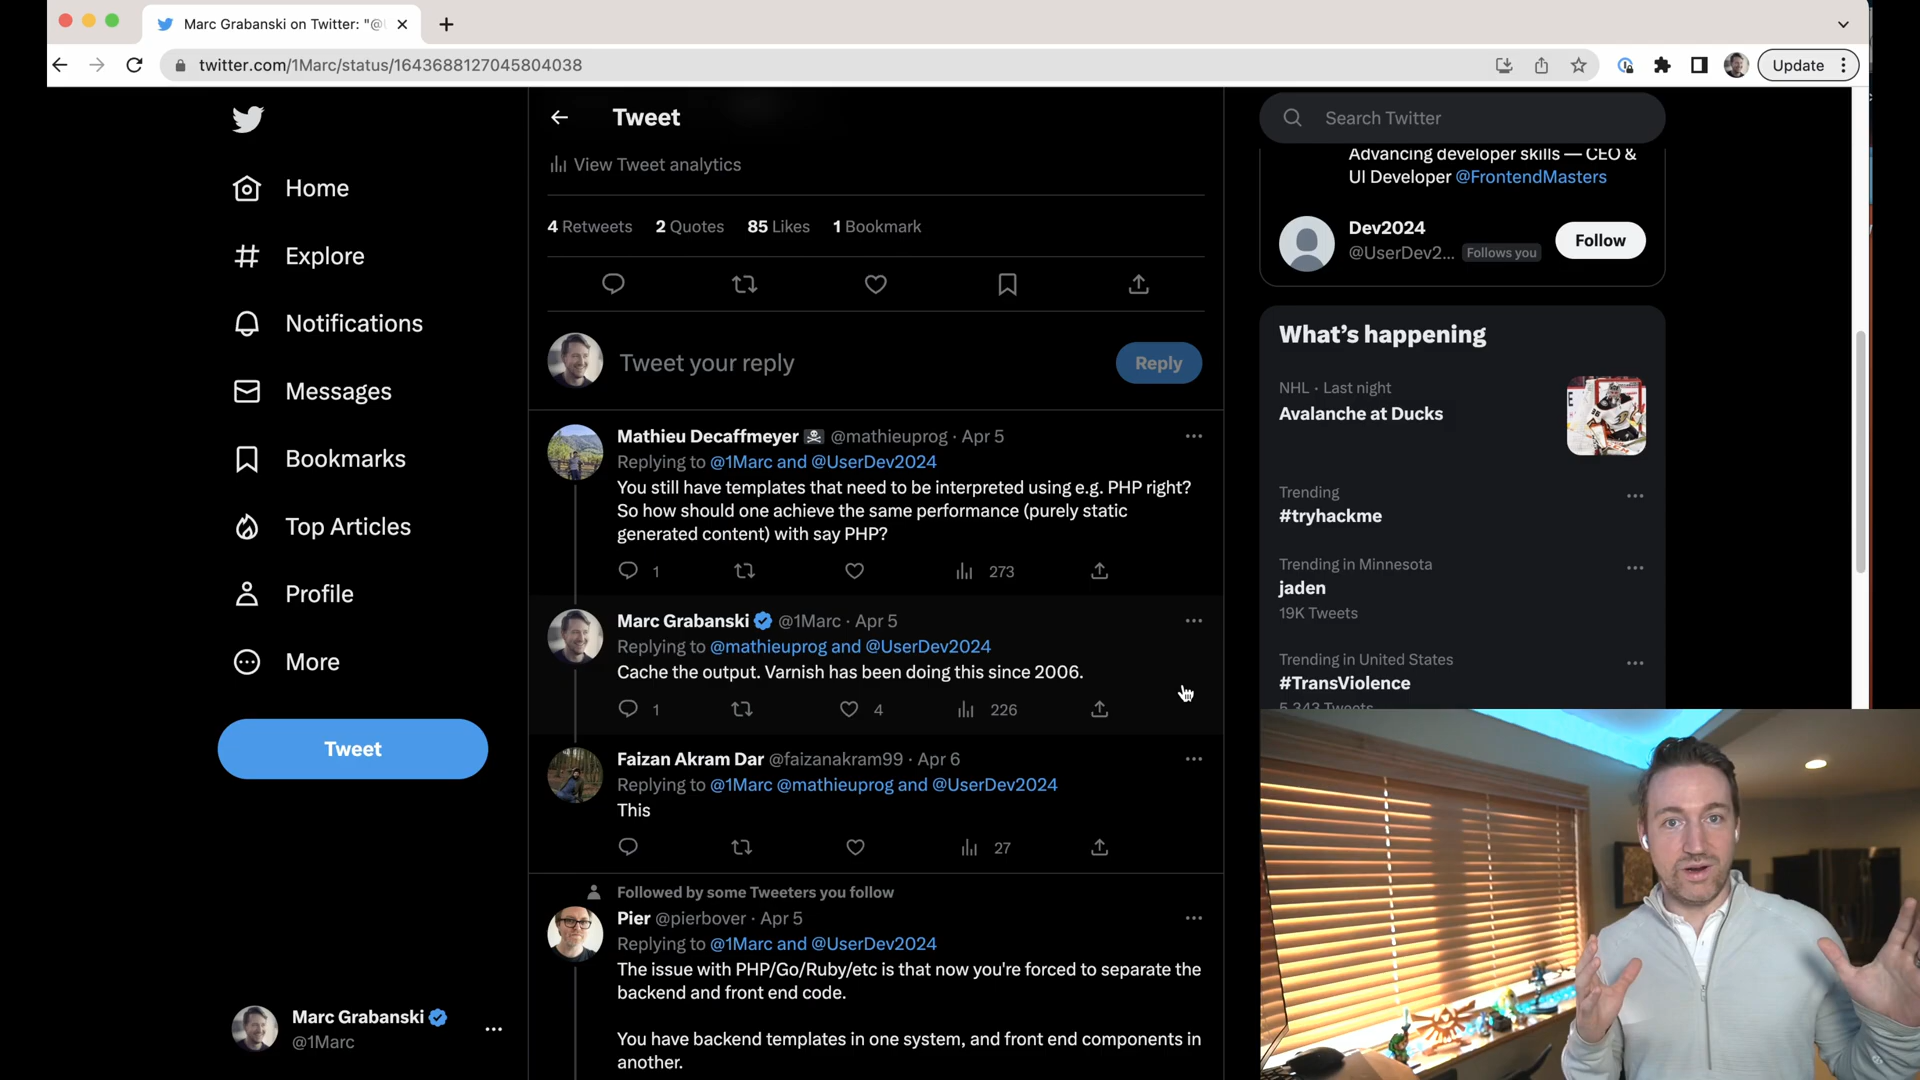 Marc Grabanski on Twitter: "@
twitter.com/1Marc/status/1643688127045804038
Update
Home
Explore
Notifications
Messages
Bookmarks
Top Articles
Profile
More
Tweet
Marc Grabanski
@1Marc
Tweet
View Tweet analytics
4 Retweets 2 Quotes 85 Likes 1 Bookmark
Tweet your reply
Reply
Mathieu Decaffmeyer @mathieuprog · Apr 5
Replying to @1Marc and @UserDev2024
You still have templates that need to be interpreted using e.g. PHP right?
So how should one achieve the same performance (purely static
generated content) with say PHP?
1 273
Marc Grabanski @1Marc · Apr 5
Replying to @mathieuprog and @UserDev2024
Cache the output. Varnish has been doing this since 2006.
1 4 226
Faizan Akram Dar @faizanakram99 · Apr 6
Replying to @1Marc @mathieuprog and @UserDev2024
This
27
Followed by some Tweeters you follow
Pier @pierbover · Apr 5
Replying to @1Marc and @UserDev2024
The issue with PHP/Go/Ruby/etc is that now you're forced to separate the
backend and front end code.
You have backend templates in one system, and front end components in
another.
Search Twitter
Advancing developer skills — CEO &
UI Developer @FrontendMasters
Dev2024
@UserDev2... Follows you
Follow
What's happening
NHL · Last night
Avalanche at Ducks
Trending
#tryhackme
Trending in Minnesota
jaden
19K Tweets
Trending in United States
#TransViolence
5,343 Tweets